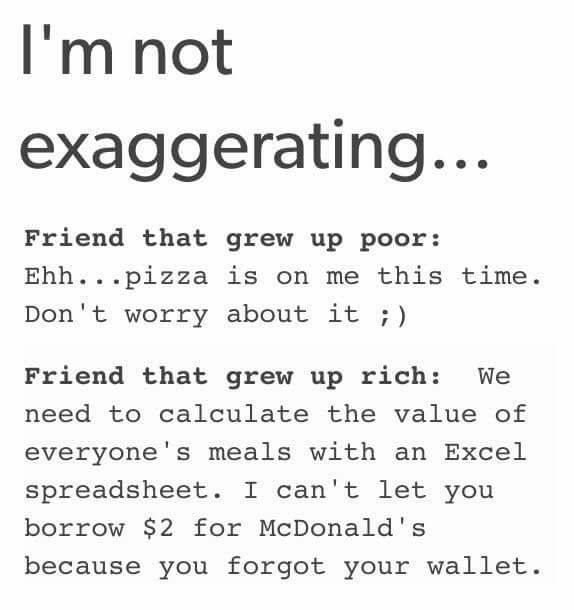 I'm not
exaggerating...
Friend that grew up poor:
Ehh...pizza is on me this time.
Don't worry about it ;)
Friend that grew up rich: We
need to calculate the value of
everyone's meals with an Excel
spreadsheet. I can't let you
borrow $2 for McDonald's
because you forgot your wallet.